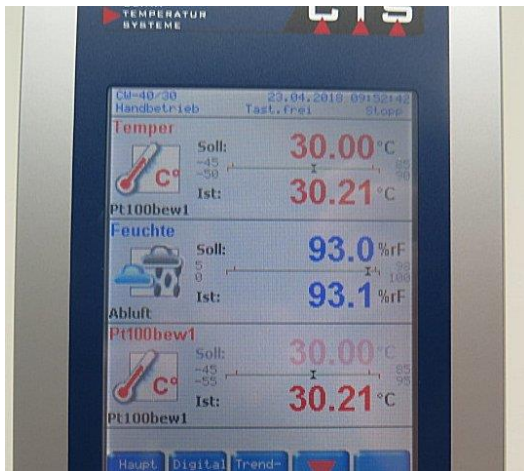 TEMPERATUR
SYSTEME
CTS
CW-40/30 23.04.2018 09:52:42
Handbetrieb Tast.frei Stopp
Temper
Soll: 30.00 °C
-45 85
-50 90
C°
Ist: 30.21 °C
Pt100bew1
Feuchte
Soll: 93.0 %rF
5 98
0 100
Ist: 93.1 %rF
Abluft
Pt100bew1
Soll: 30.00 °C
-45 85
-55 95
C°
Ist: 30.21 °C
Pt100bew1
Haupt Digital Trend-